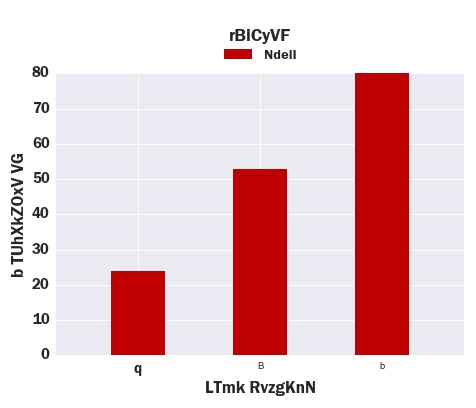 rBICyVF
Ndell
80
70
60
50
40
30
20
10
0
b TUhXkZOxV VG
q
B
b
LTmk RvzgKnN